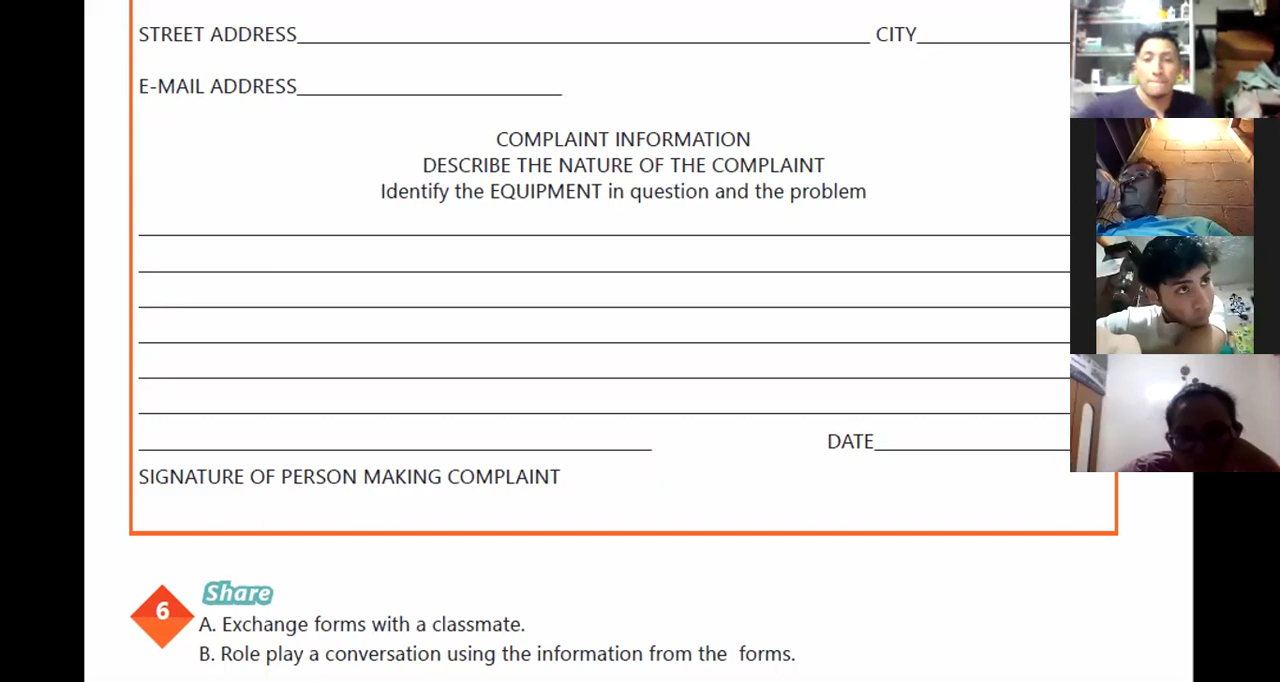 STREET ADDRESS CITY
E-MAIL ADDRESS
COMPLAINT INFORMATION
DESCRIBE THE NATURE OF THE COMPLAINT
Identify the EQUIPMENT in question and the problem
DATE
SIGNATURE OF PERSON MAKING COMPLAINT
6 Share
A. Exchange forms with a classmate.
B. Role play a conversation using the information from the forms.